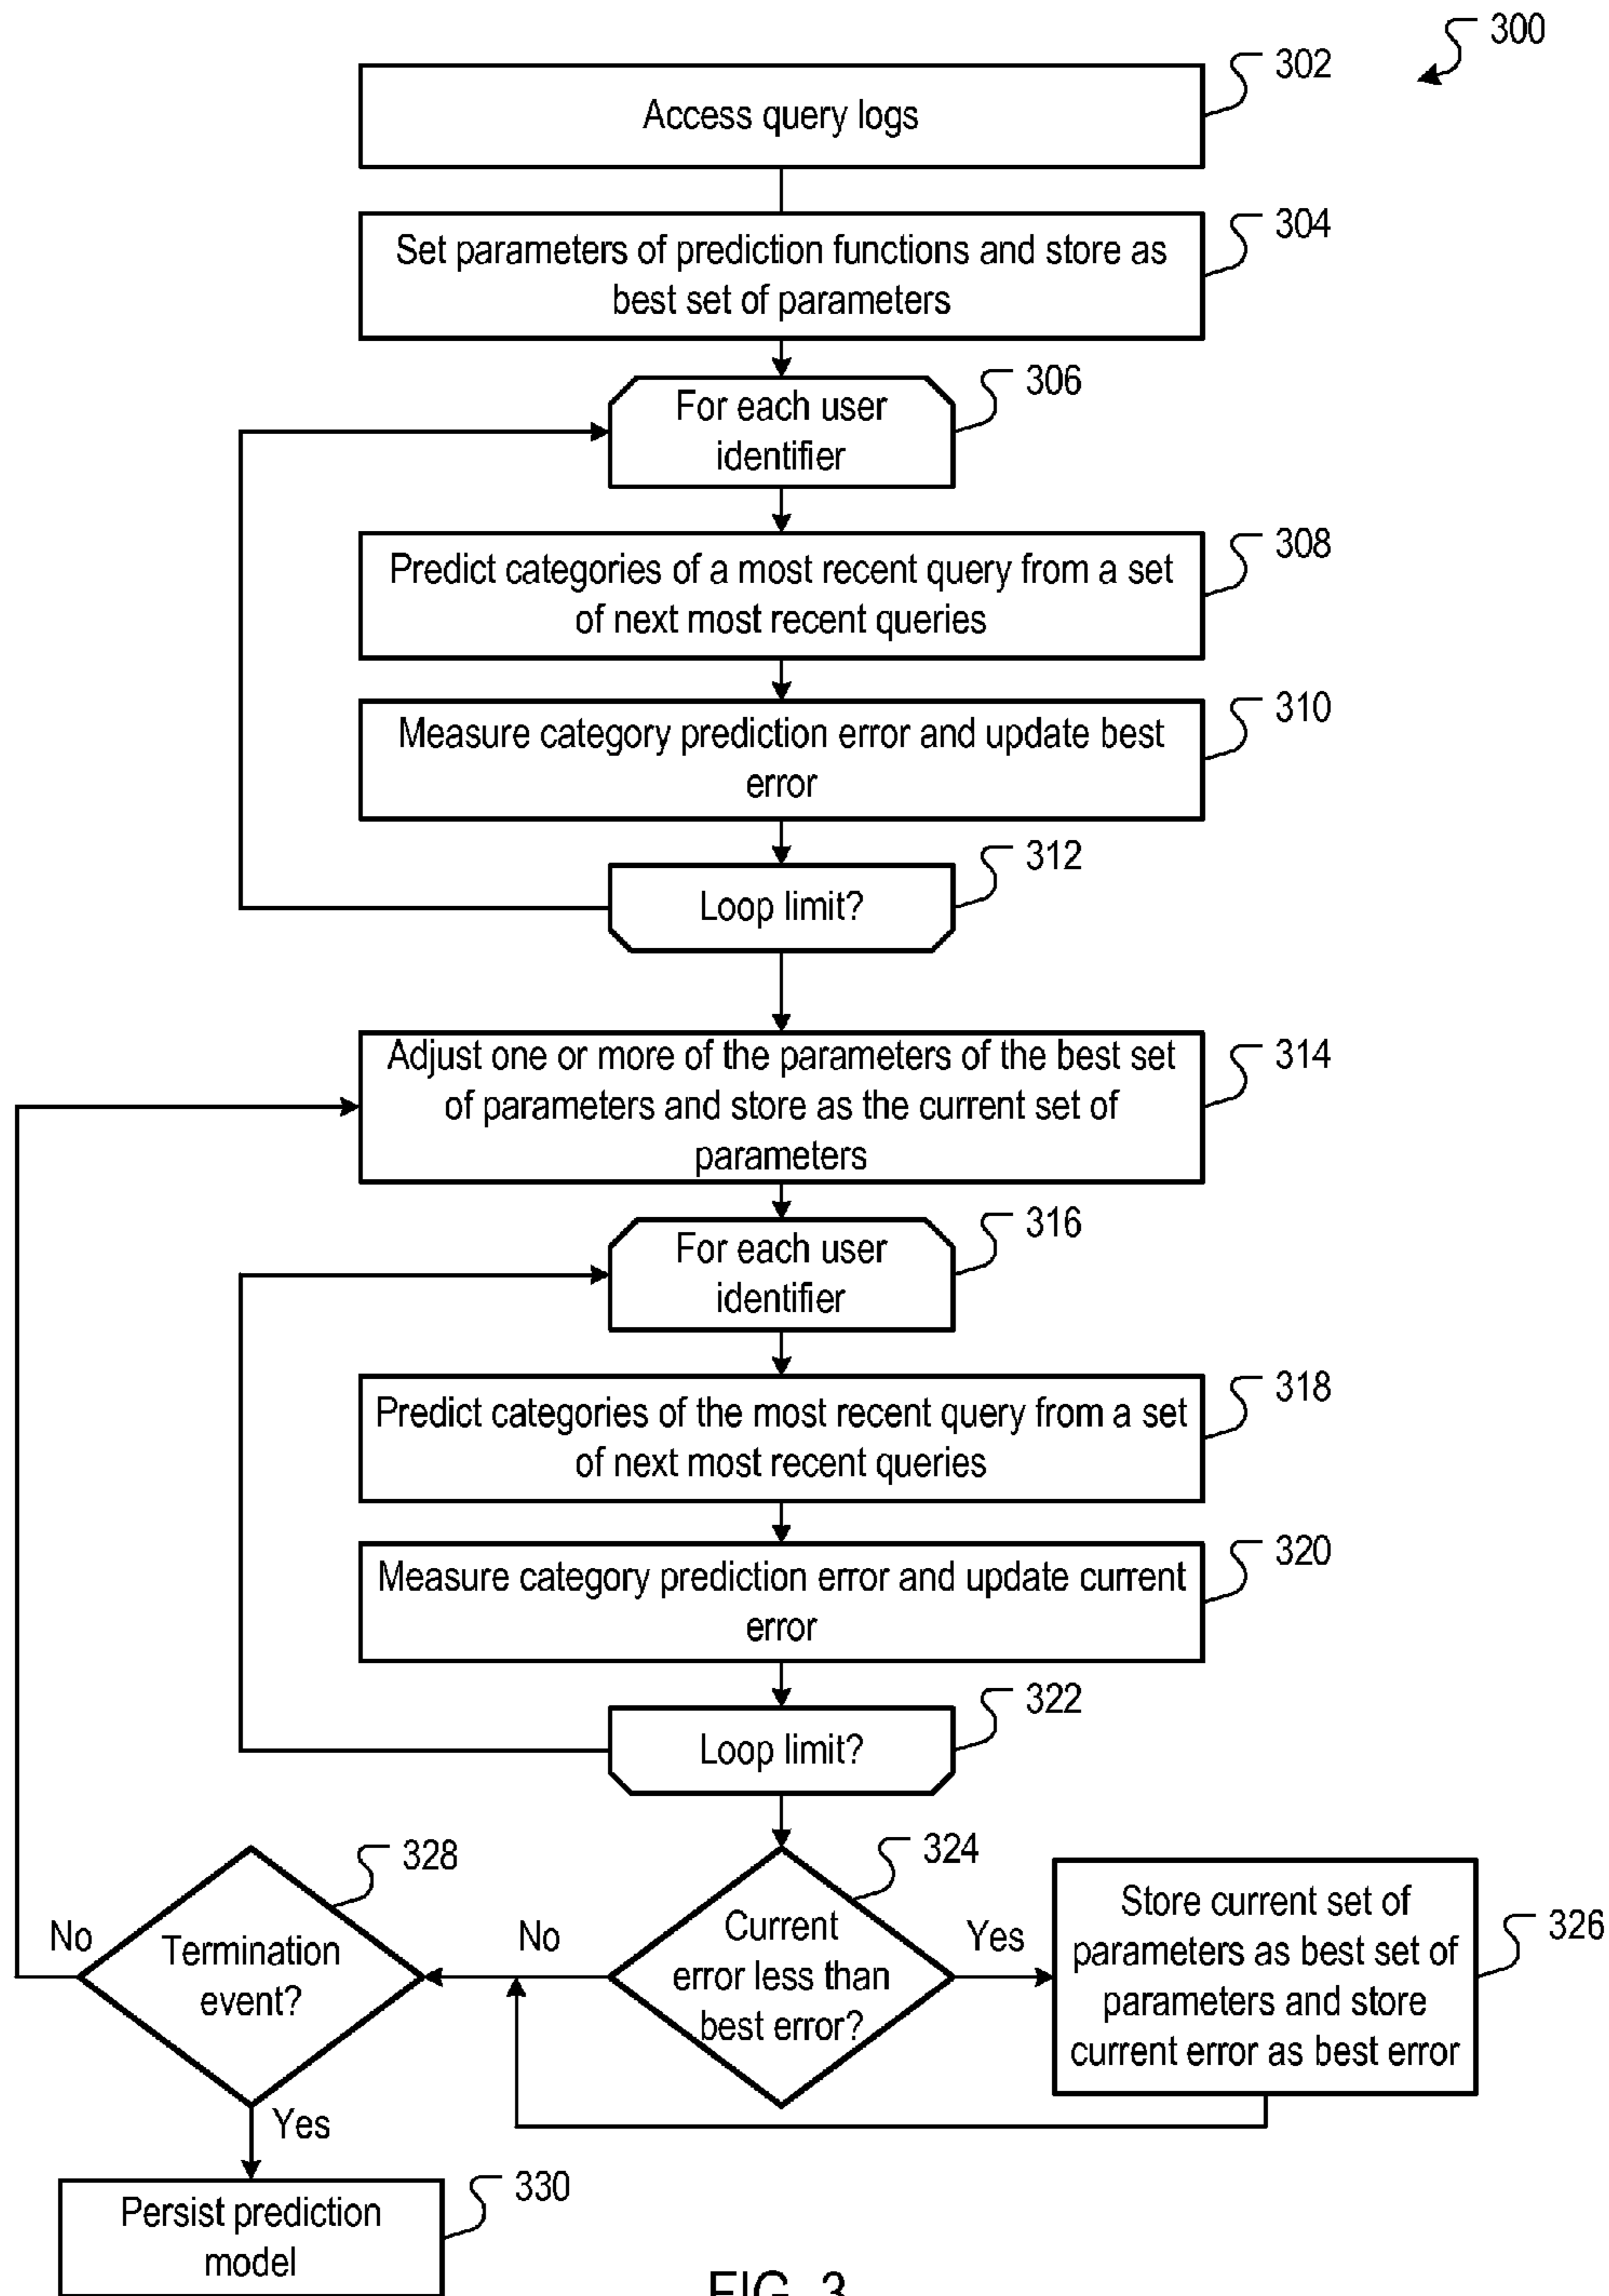 300
302
Access query logs
304
Set parameters of prediction functions and store as
best set of parameters
306
For each user
identifier
308
Predict categories of a most recent query from a set
of next most recent queries
310
Measure category prediction error and update best
error
312
Loop limit?
314
Adjust one or more of the parameters of the best set
of parameters and store as the current set of
parameters
316
For each user
identifier
318
Predict categories of the most recent query from a set
of next most recent queries
320
Measure category prediction error and update current
error
322
Loop limit?
324
Current
error less than
best error?
Yes
326
Store current set of
parameters as best set of
parameters and store
current error as best error
No
328
Termination
event?
No
Yes
330
Persist prediction
model
FIG. 3